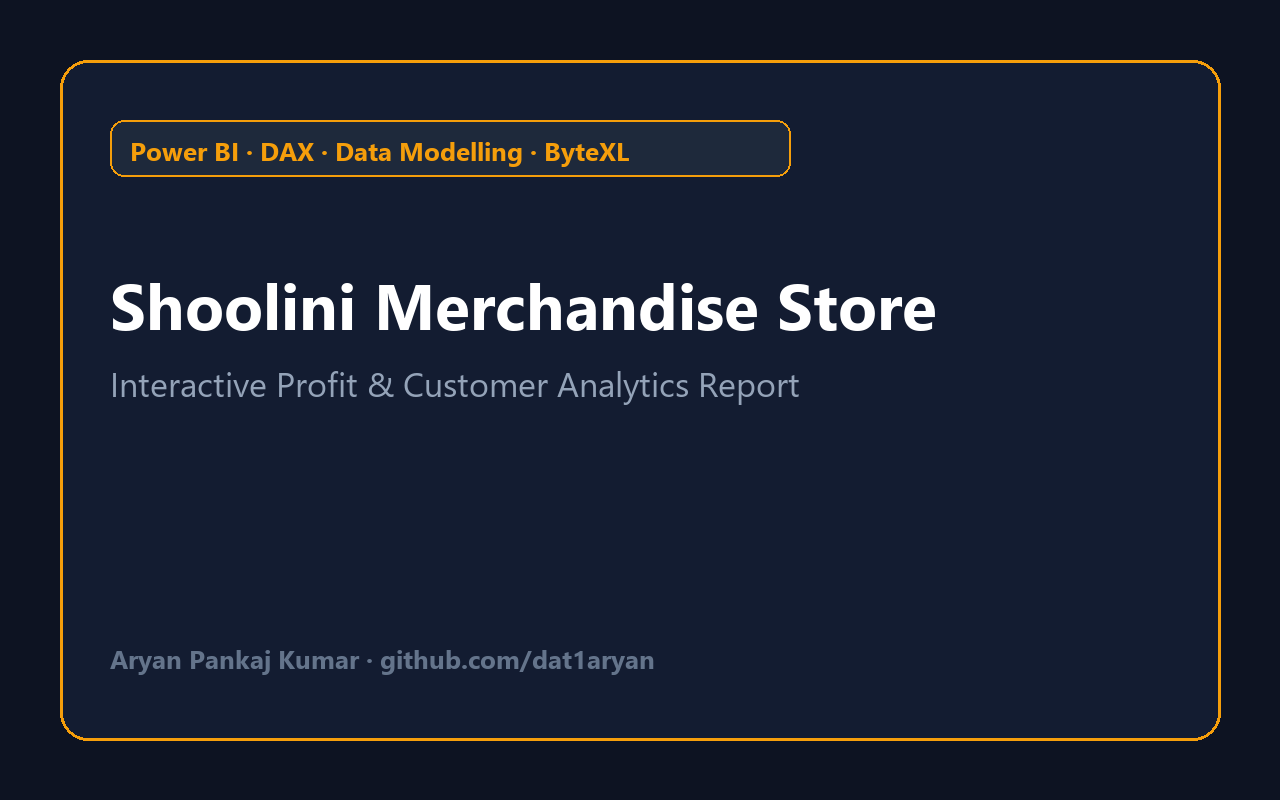 Power BI · DAX · Data Modelling · ByteXL
Shoolini Merchandise Store
Interactive Profit & Customer Analytics Report
Aryan Pankaj Kumar · github.com/dat1aryan